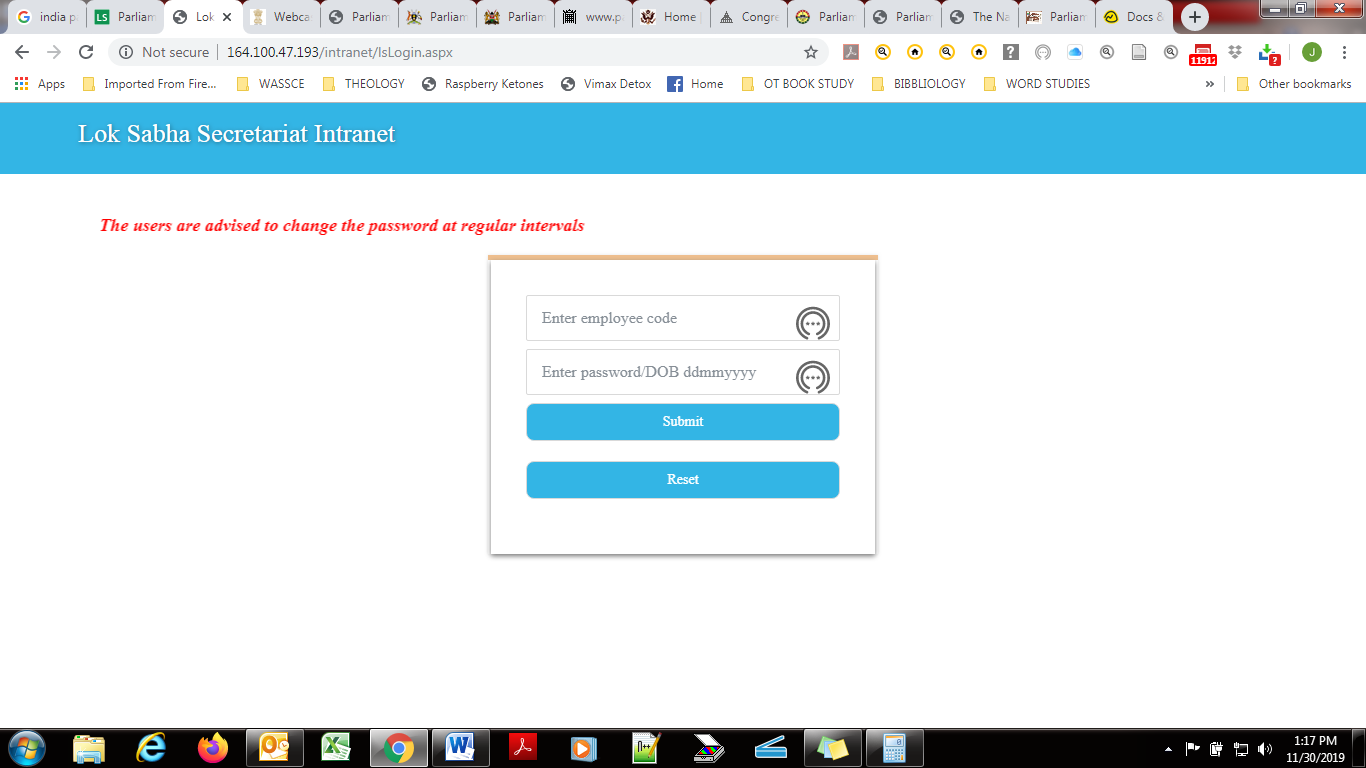 india p
Parliam
Lok
Webca
Parliam
Parliam
Parliam
www.p
Home |
Congre
Parliam
Parliam
The Na
Parliam
Docs &
Not secure | 164.100.47.193/intranet/lsLogin.aspx
11912
?
J
Apps Imported From Fire... WASSCE THEOLOGY Raspberry Ketones Vimax Detox Home OT BOOK STUDY BIBBLIOLOGY WORD STUDIES » Other bookmarks
Lok Sabha Secretariat Intranet
The users are advised to change the password at regular intervals
Enter employee code
Enter password/DOB ddmmyyyy
Submit
Reset
1:17 PM
11/30/2019